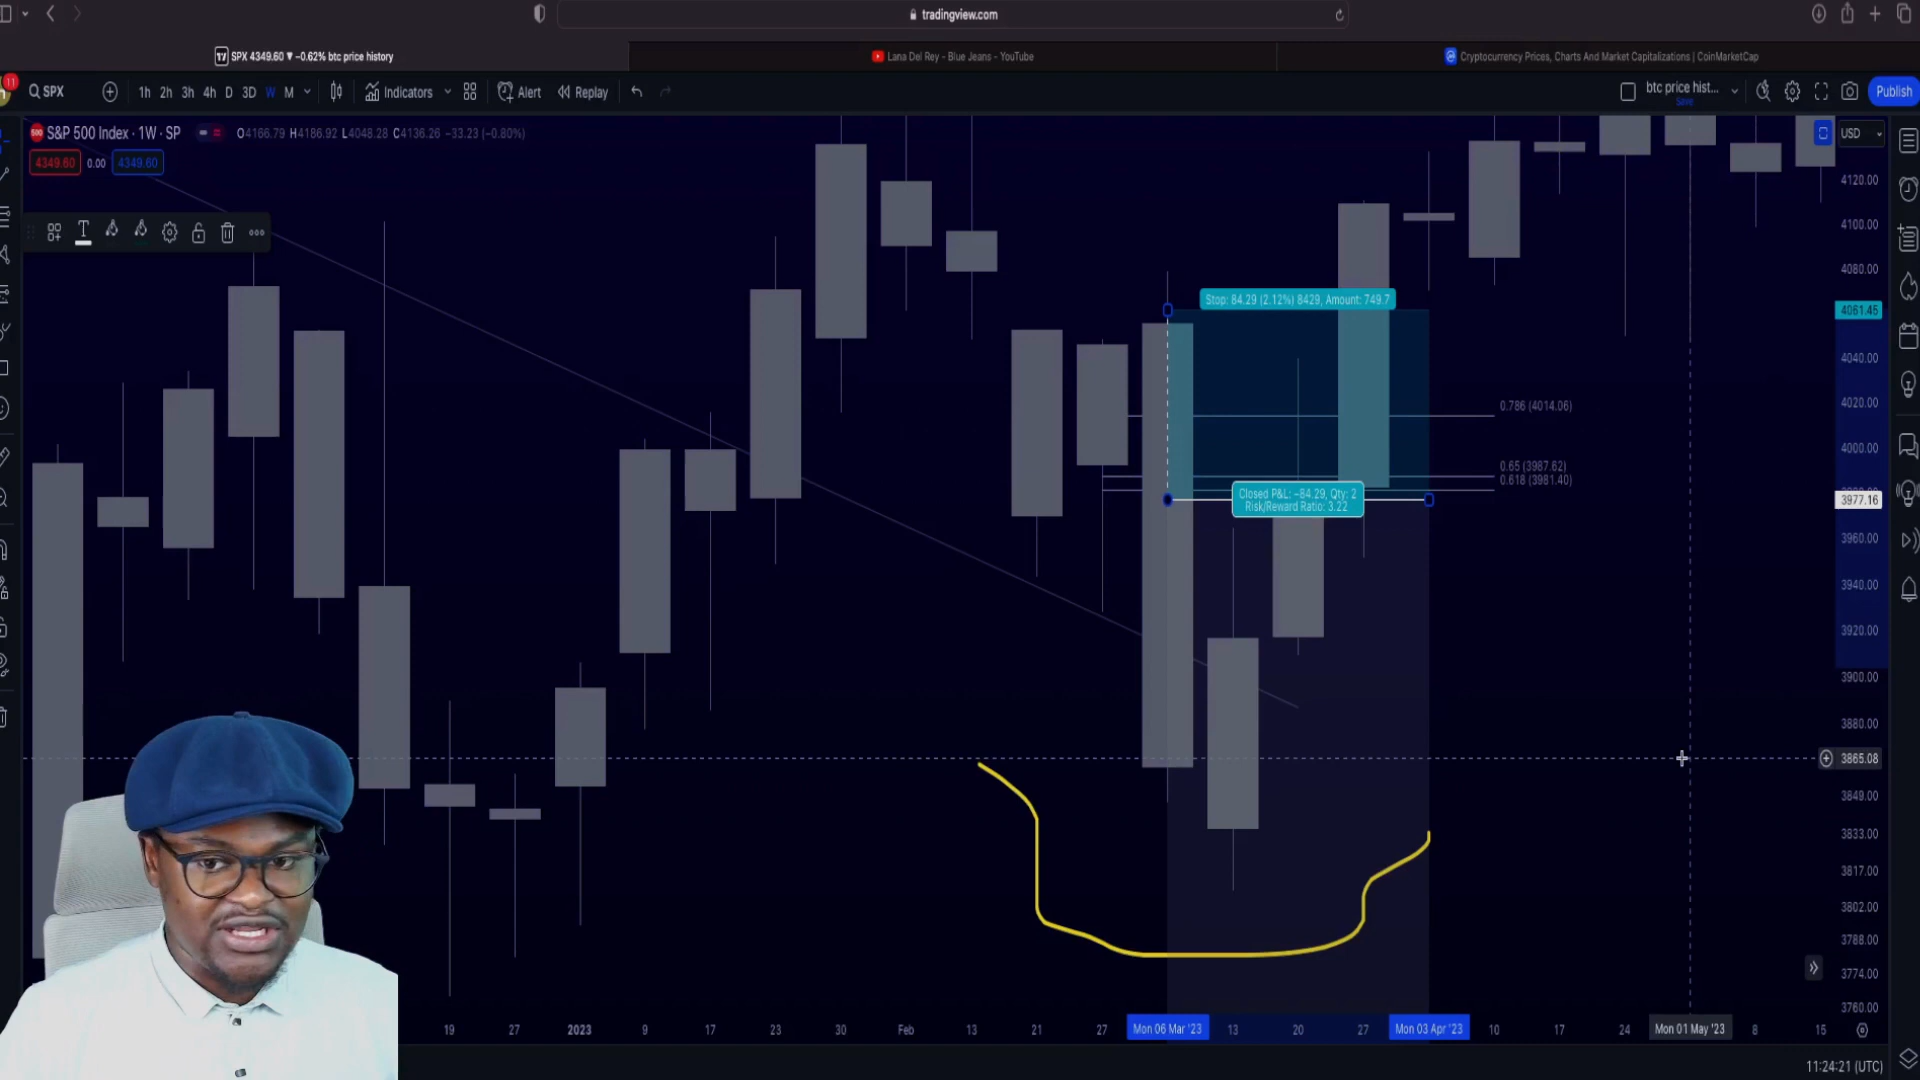 tradingview.com
SPX 4349.60 ▼ −0.62% btc price history
Lana Del Rey - Blue Jeans - YouTube
Cryptocurrency Prices, Charts And Market Capitalizations | CoinMarketCap
11
SPX
1h 2h 3h 4h D 3D W M
Indicators
Alert
Replay
btc price hist...
Save
Publish
500 S&P 500 Index · 1W · SP
O4166.79 H4186.92 L4048.28 C4136.26 −33.23 (−0.80%)
USD
4349.60 0.00 4349.60
T
4120.00
4100.00
4080.00
Stop: 84.29 (2.12%) 8429, Amount: 749.7
4061.45
4040.00
0.786 (4014.06)
4020.00
4000.00
0.65 (3987.62)
0.618 (3981.40)
Closed P&L: −84.29, Qty: 2
Risk/Reward Ratio: 3.22
3977.16
3960.00
3940.00
3920.00
3900.00
3880.00
3865.08
3849.00
3833.00
3817.00
3802.00
3788.00
3774.00
3760.00
19 27 2023 9 17 23 30 Feb 13 21 27 Mon 06 Mar '23 13 20 27 Mon 03 Apr '23 10 17 24 Mon 01 May '23 8 15
11:24:21 (UTC)